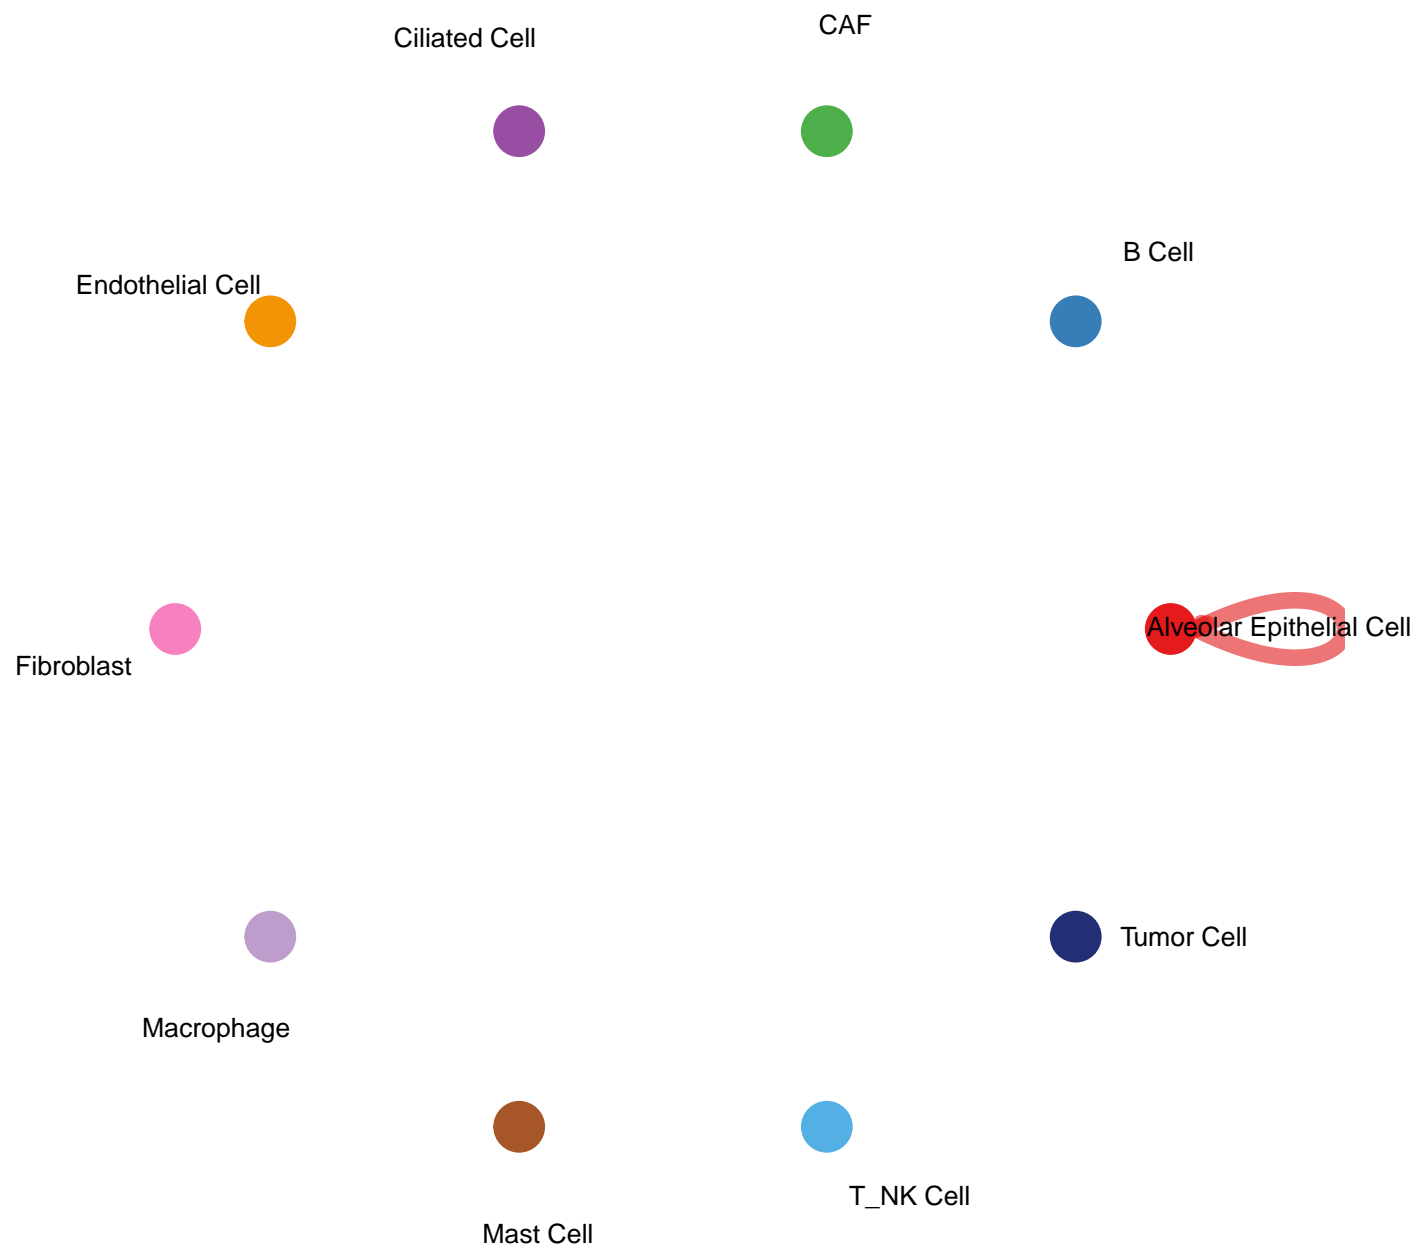 CAF
Ciliated Cell
B Cell
Endothelial Cell
Alveolar Epithelial Cell
Fibroblast
Tumor Cell
Macrophage
T_NK Cell
Mast Cell